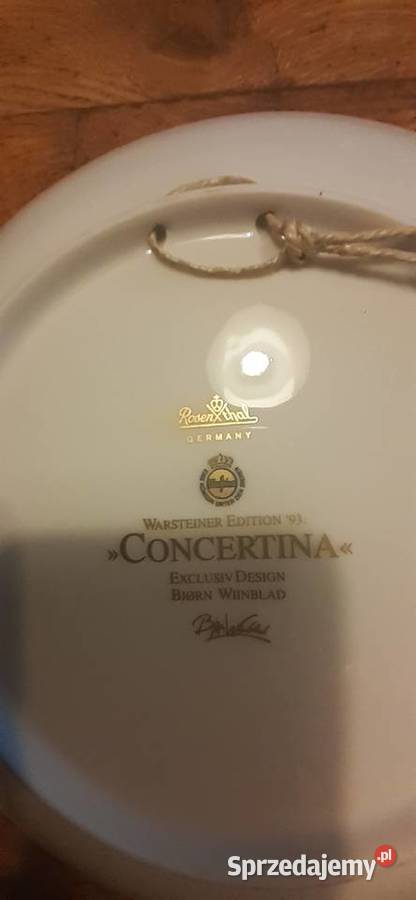 Rosenthal
GERMANY
WARSTEINER EDITION '93:
»CONCERTINA«
EXCLUSIV DESIGN
BJØRN WIINBLAD
Sprzedajemy.pl